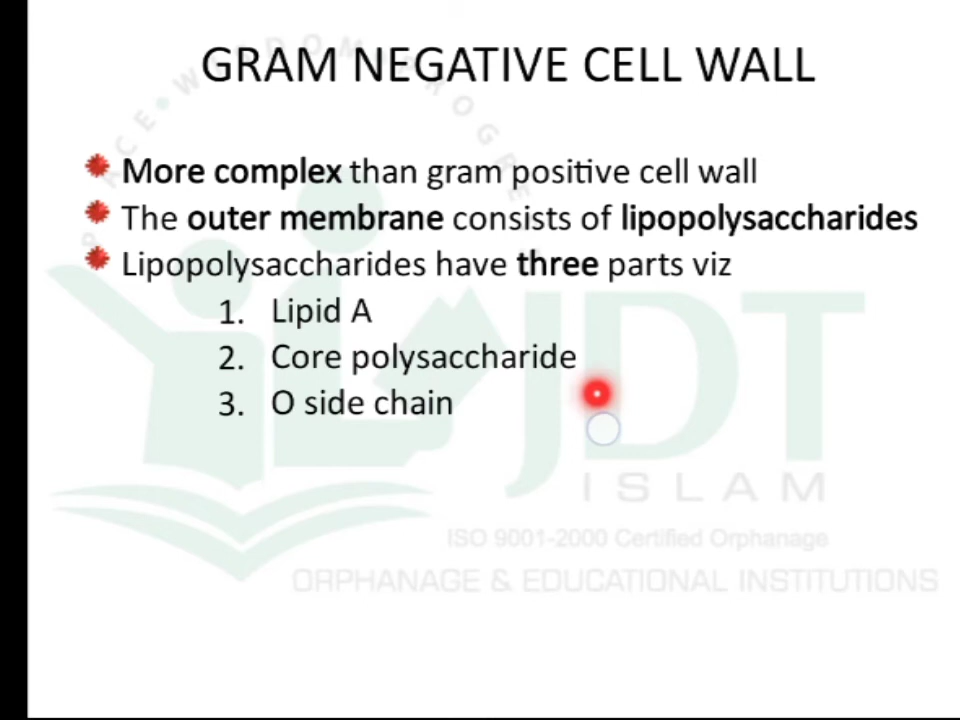 GRAM NEGATIVE CELL WALL
More complex than gram positive cell wall
The outer membrane consists of lipopolysaccharides
Lipopolysaccharides have three parts viz
1. Lipid A
2. Core polysaccharide
3. O side chain
JDT
ISLAM
ISO 9001-2000 Certified Orphanage
ORPHANAGE & EDUCATIONAL INSTITUTIONS